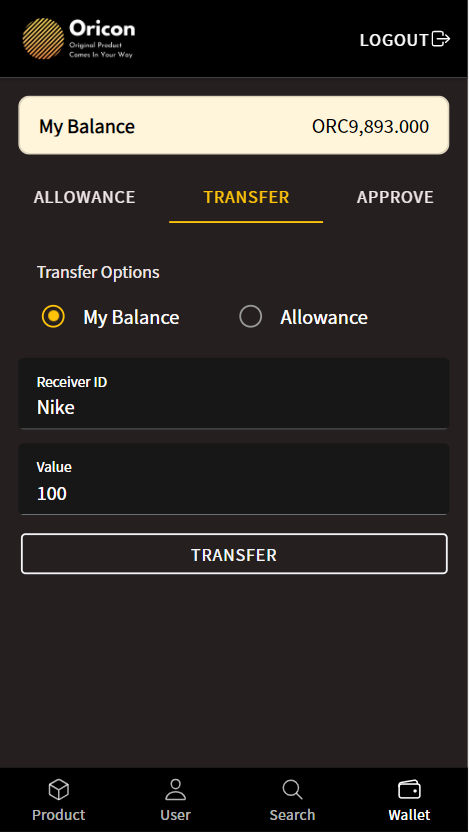 Oricon
Original Product
Comes In Your Way
LOGOUT
My Balance ORC9,893.000
ALLOWANCE TRANSFER APPROVE
Transfer Options
My Balance Allowance
Receiver ID
Nike
Value
100
TRANSFER
Product User Search Wallet